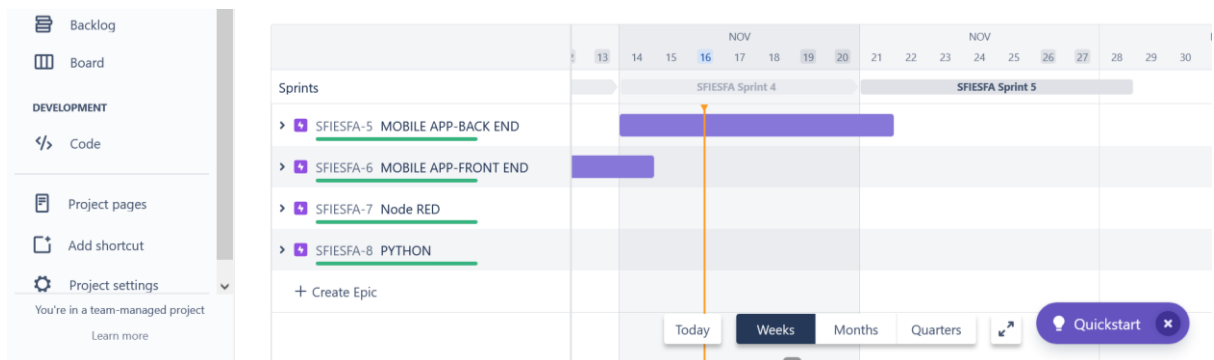 Backlog
Board
DEVELOPMENT
Code
Project pages
Add shortcut
Project settings
You're in a team-managed project
Learn more
NOV NOV
13 14 15 16 17 18 19 20 21 22 23 24 25 26 27 28 29 30
Sprints SFIESFA Sprint 4 SFIESFA Sprint 5
SFIESFA-5 MOBILE APP-BACK END
SFIESFA-6 MOBILE APP-FRONT END
SFIESFA-7 Node RED
SFIESFA-8 PYTHON
+ Create Epic
Today Weeks Months Quarters Quickstart